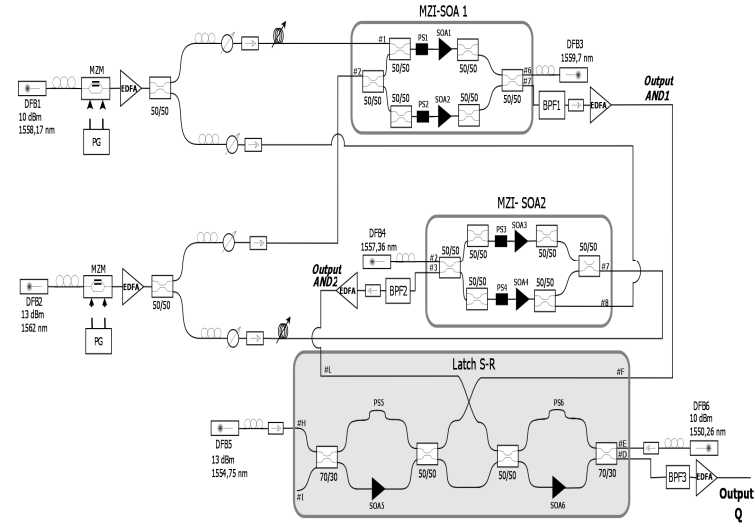 MZI-SOA 1
#1
PS1
SOA1
50/50
50/50
#2
50/50
50/50
50/50
PS2
SOA2
50/50
#6
#7
DFB3
1559,7 nm
BPF1
EDFA
Output
AND1
DFB1
10 dBm
1558,17 nm
MZM
EDFA
50/50
PG
MZI- SOA2
DFB4
1557,36 nm
#2
#3
50/50
50/50
PS3
SOA3
50/50
50/50
50/50
PS4
SOA4
50/50
#7
#8
Output
AND2
EDFA
BPF2
DFB2
13 dBm
1562 nm
MZM
EDFA
50/50
PG
Latch S-R
#L
#F
DFB5
13 dBm
1554,75 nm
#H
#I
70/30
PS5
SOA5
50/50
50/50
PS6
SOA6
70/30
#E
#D
DFB6
10 dBm
1550,26 nm
BPF3
EDFA
Output
Q